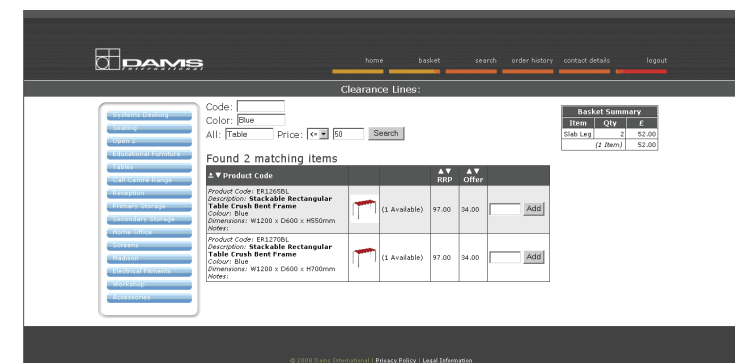 DAMS
International
home basket search order history contact details logout
Clearance Lines:
Systems Desking
Seating
Open 2
Educational Furniture
Tables
Call Centre Range
Reception
Primary Storage
Secondary Storage
Home Office
Screens
Madison
Electrical Fitments
Workshop
Accessories
Code:
Color: Blue
All: Table Price: <= 50 Search
Found 2 matching items
▲▼ Product Code ▲▼ RRP ▲▼ Offer
Product Code: ER1265BL
Description: Stackable Rectangular
Table Crush Bent Frame
Colour: Blue
Dimensions: W1200 x D600 x H550mm
Notes:
(1 Available) 97.00 34.00 Add
Product Code: ER1270BL
Description: Stackable Rectangular
Table Crush Bent Frame
Colour: Blue
Dimensions: W1200 x D600 x H700mm
Notes:
(1 Available) 97.00 34.00 Add
Basket Summary
Item Qty £
Slab Leg 2 52.00
(1 Item) 52.00
© 2008 Dams International | Privacy Policy | Legal Information